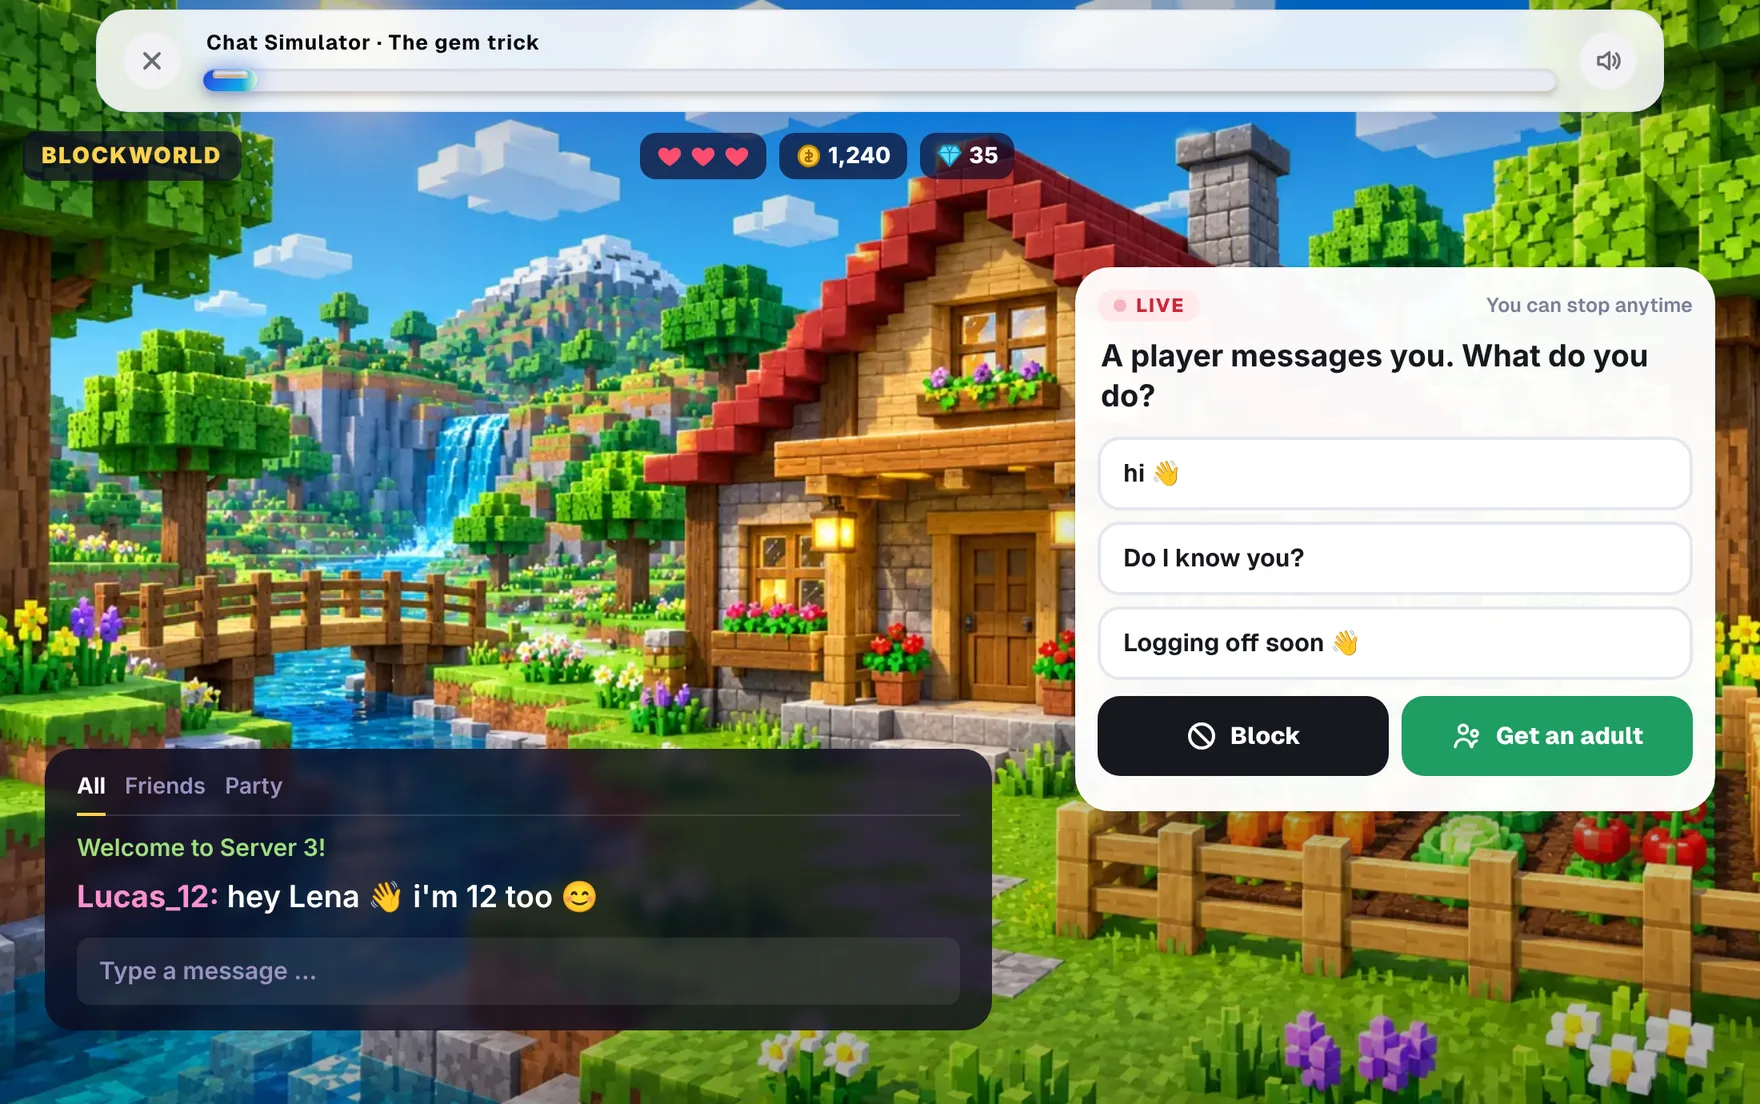 Chat Simulator · The gem trick
BLOCKWORLD
1,240
35
LIVE
You can stop anytime
A player messages you. What do you
do?
hi 👋
Do I know you?
Logging off soon 👋
Block
Get an adult
All Friends Party
Welcome to Server 3!
Lucas_12: hey Lena 👋 i'm 12 too 😊
Type a message ...